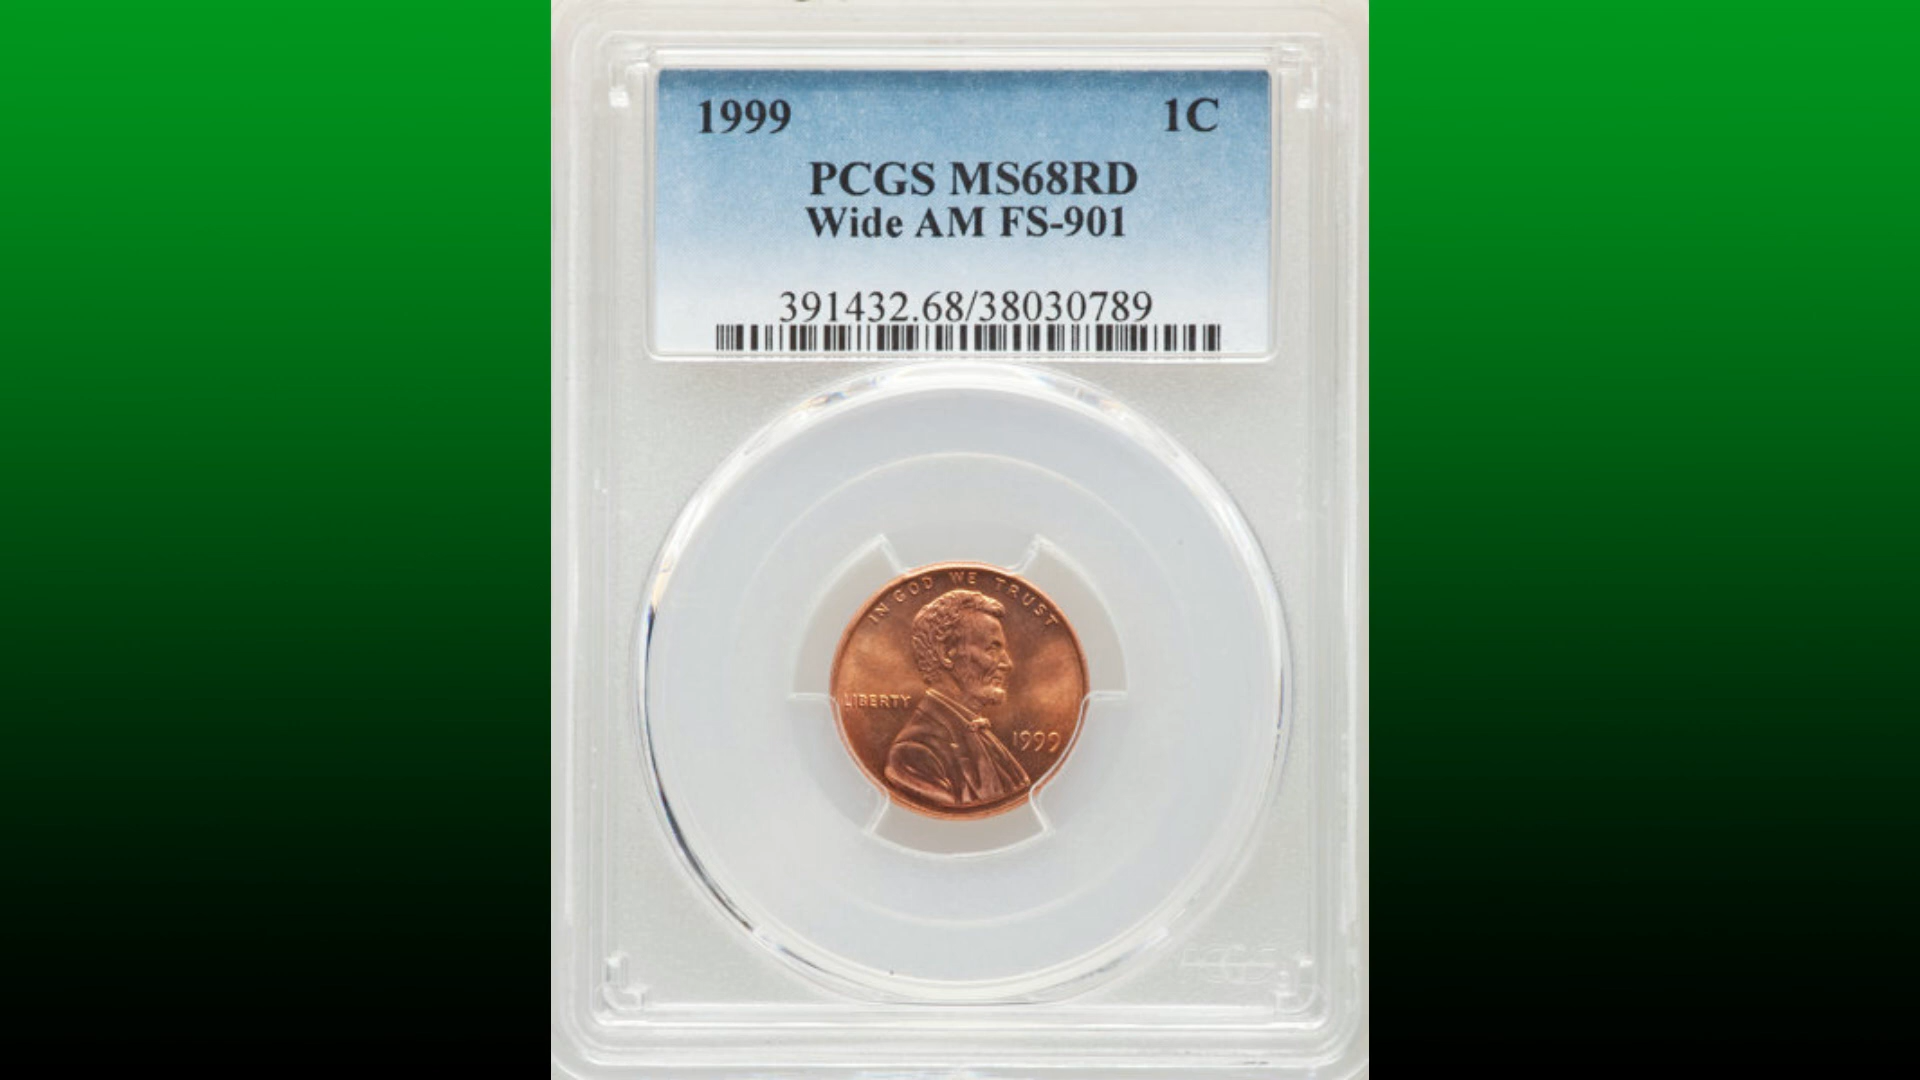 1999 1C
PCGS MS68RD
Wide AM FS-901
391432.68/38030789
IN GOD WE TRUST
LIBERTY
1999